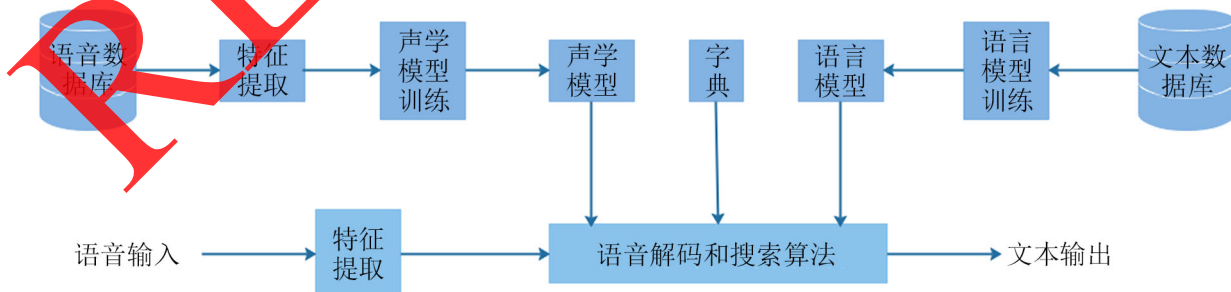 语音数
据库
特征
提取
声学
模型
训练
声学
模型
字
典
语言
模型
语言
模型
训练
文本数
据库
语音输入
特征
提取
语音解码和搜索算法
文本输出